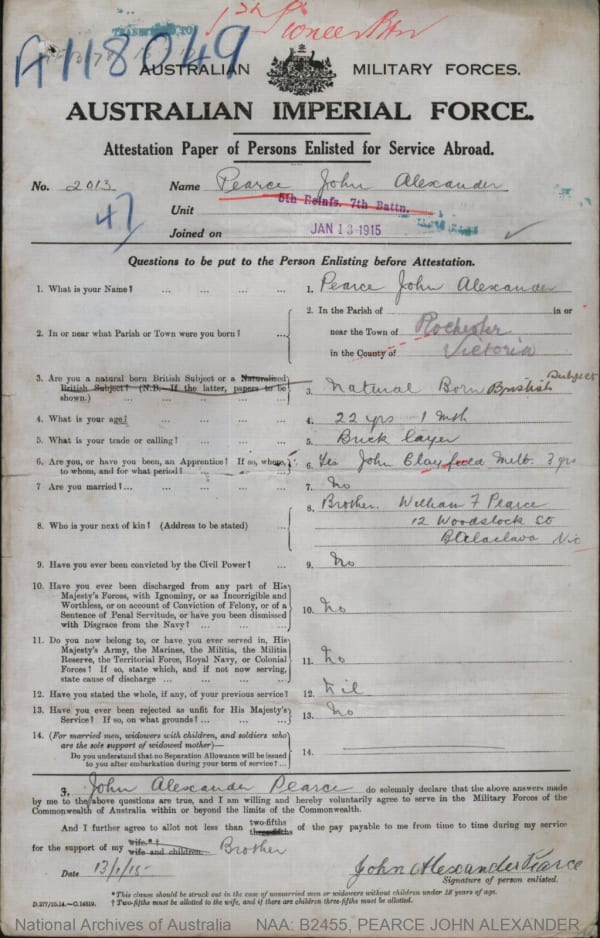 1st Pioneer Btn
TRANSFERRED TO
A118049
AUSTRALIAN MILITARY FORCES.
AUSTRALIAN IMPERIAL FORCE.
Attestation Paper of Persons Enlisted for Service Abroad.
No. 2013 Name Pearce John Alexander
47 Unit 5th Reinfs. 7th Battn.
Joined on JAN 13 1915
Questions to be put to the Person Enlisting before Attestation.
1. What is your Name? ... ... ... ... 1. Pearce John Alexander
2. In or near what Parish or Town were you born? ... 2. In the Parish of in or
near the Town of Rochester
in the County of Victoria
3. Are you a natural born British Subject or a Naturalized
British Subject? (N.B. If the latter, papers to be
shown.) ... ... ... ... 3. Natural Born British Subject
4. What is your age? ... ... ... ... 4. 22 yrs 1 mth
5. What is your trade or calling? ... ... ... 5. Brick layer
6. Are you, or have you been, an Apprentice? If so, where,
to whom, and for what period? ... ... ... 6. Yes John Melb. 3 yrs
7 Are you married? ... ... ... ... 7. No
8. Who is your next of kin? (Address to be stated) ... 8. Brother. William F Pearce
12 Woodstock St
Balaclava Vic
9. Have you ever been convicted by the Civil Power? ... 9. No
10. Have you ever been discharged from any part of His
Majesty's Forces, with Ignominy, or as Incorrigible and
Worthless, or on account of Conviction of Felony, or of a
Sentence of Penal Servitude, or have you been dismissed
with Disgrace from the Navy? ... ... ... 10. No
11. Do you now belong to, or have you ever served in, His
Majesty's Army, the Marines, the Militia, the Militia
Reserve, the Territorial Force, Royal Navy, or Colonial
Forces? If so, state which, and if not now serving,
state cause of discharge ... ... ... ... 11. No
12. Have you stated the whole, if any, of your previous service? 12. Nil
13. Have you ever been rejected as unfit for His Majesty's
Service? If so, on what grounds? ... ... ... 13. No
14. (For married men, widowers with children, and soldiers who
are the sole support of widowed mother)—
Do you understand that no Separation Allowance will be issued
to you after embarkation during your term of service? ... 14.
I, John Alexander Pearce do solemnly declare that the above answers made
by me to the above questions are true, and I am willing and hereby voluntarily agree to serve in the Military Forces of the
Commonwealth of Australia within or beyond the limits of the Commonwealth.
And I further agree to allot not less than two-fifths three-fifths of the pay payable to me from time to time during my service
for the support of my wife.*† wife and children. Brother
Date 13/1/15 John Alexander Pearce
Signature of person enlisted.
* This clause should be struck out in the case of unmarried men or widowers without children under 18 years of age.
† Two-fifths must be allotted to the wife, and if there are children three-fifths must be allotted.
D.277/10.14.—C.14819.
National Archives of Australia NAA: B2455, PEARCE JOHN ALEXANDER